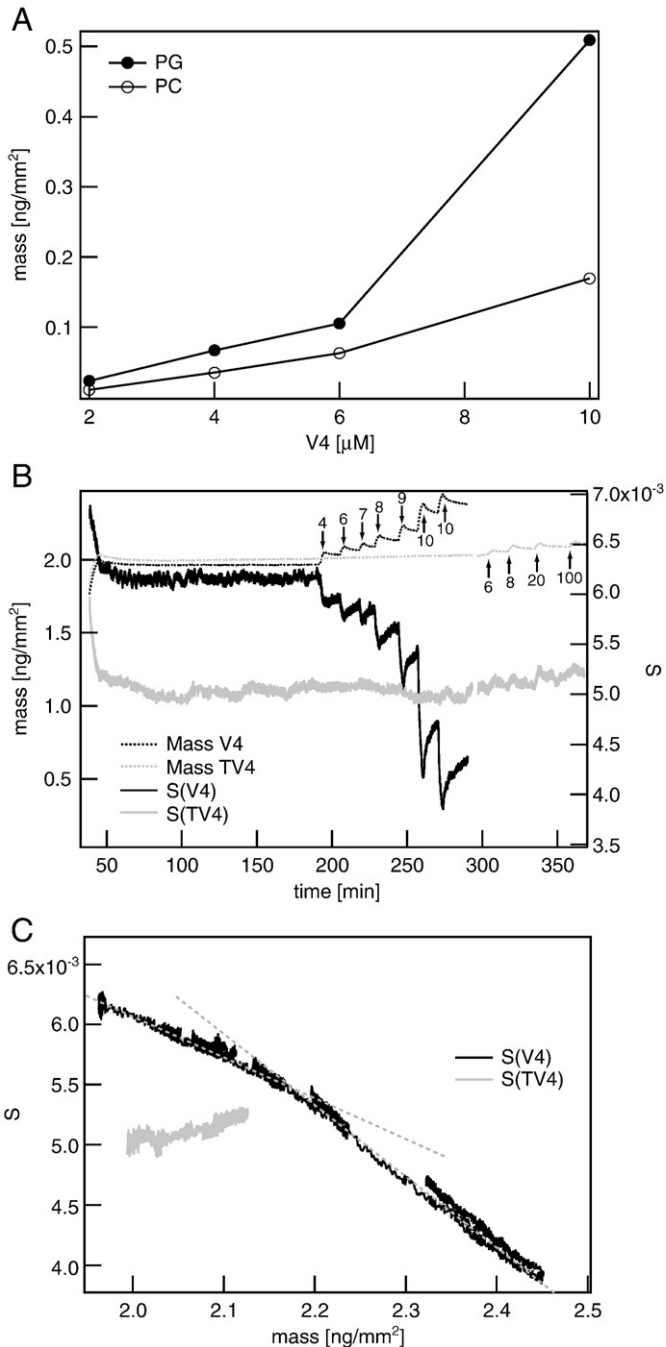 A
0.5
PG
PC
0.4
0.3
0.2
0.1
mass [ng/mm²]
2 4 6 8 10
V4 [µM]
B
7.0x10⁻³
4 6 7 8 9 10 10
6 8 20 100
2.0
1.5
1.0
0.5
mass [ng/mm²]
6.5
6.0
5.5
5.0
4.5
4.0
3.5
S
Mass V4
Mass TV4
S(V4)
S(TV4)
50 100 150 200 250 300 350
time [min]
C
6.5x10⁻³
6.0
5.5
5.0
4.5
4.0
S
S(V4)
S(TV4)
2.0 2.1 2.2 2.3 2.4 2.5
mass [ng/mm²]